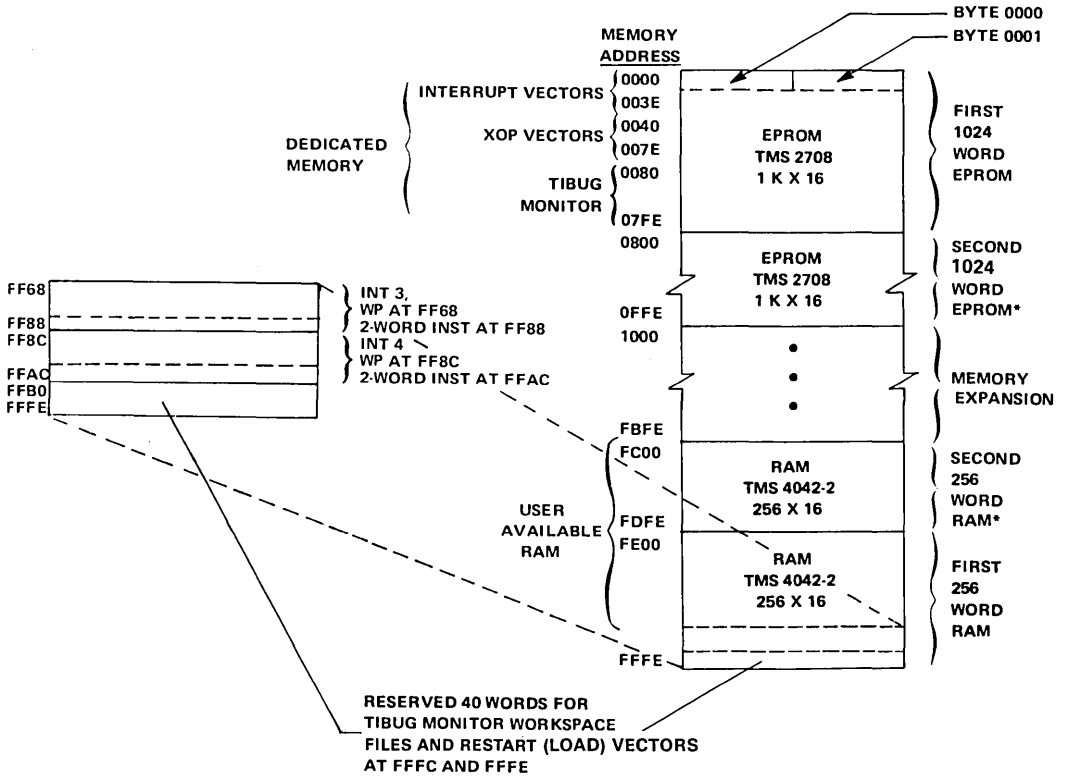 BYTE 0000
BYTE 0001
MEMORY
ADDRESS
0000
INTERRUPT VECTORS
003E
0040
XOP VECTORS
007E
DEDICATED
MEMORY
0080
TIBUG
MONITOR
07FE
0800
EPROM
TMS 2708
1 K X 16
FIRST
1024
WORD
EPROM
EPROM
TMS 2708
1 K X 16
SECOND
1024
WORD
EPROM*
0FFE
1000
•
•
•
MEMORY
EXPANSION
FF68
FF88
FF8C
FFAC
FFB0
FFFE
INT 3,
WP AT FF68
2-WORD INST AT FF88
INT 4
WP AT FF8C
2-WORD INST AT FFAC
FBFE
FC00
RAM
TMS 4042-2
256 X 16
SECOND
256
WORD
RAM*
USER
AVAILABLE
RAM
FDFE
FE00
RAM
TMS 4042-2
256 X 16
FIRST
256
WORD
RAM
FFFE
RESERVED 40 WORDS FOR
TIBUG MONITOR WORKSPACE
FILES AND RESTART (LOAD) VECTORS
AT FFFC AND FFFE